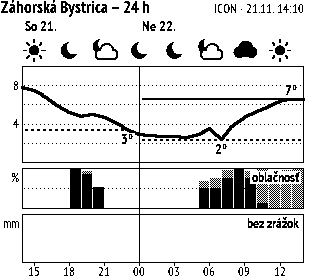 Záhorská Bystrica – 24 h ICON - 21.11. 14:10
So 21. Ne 22.
8
7°
4
3°
2°
% oblačnosť
mm bez zrážok
15 18 21 00 03 06 09 12